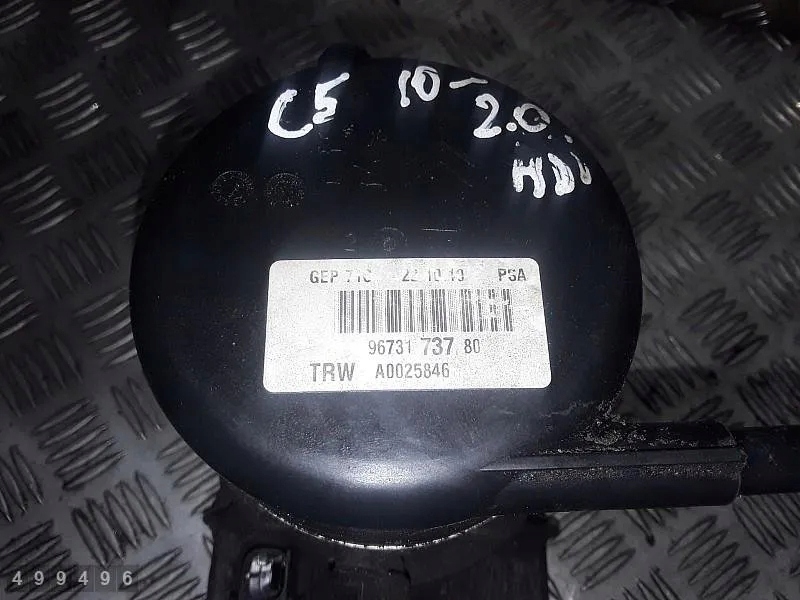 C5 10-
2.0
HDi
GEP 71C 22 10 10 PSA
96731 737 80
TRW A0025846
499496